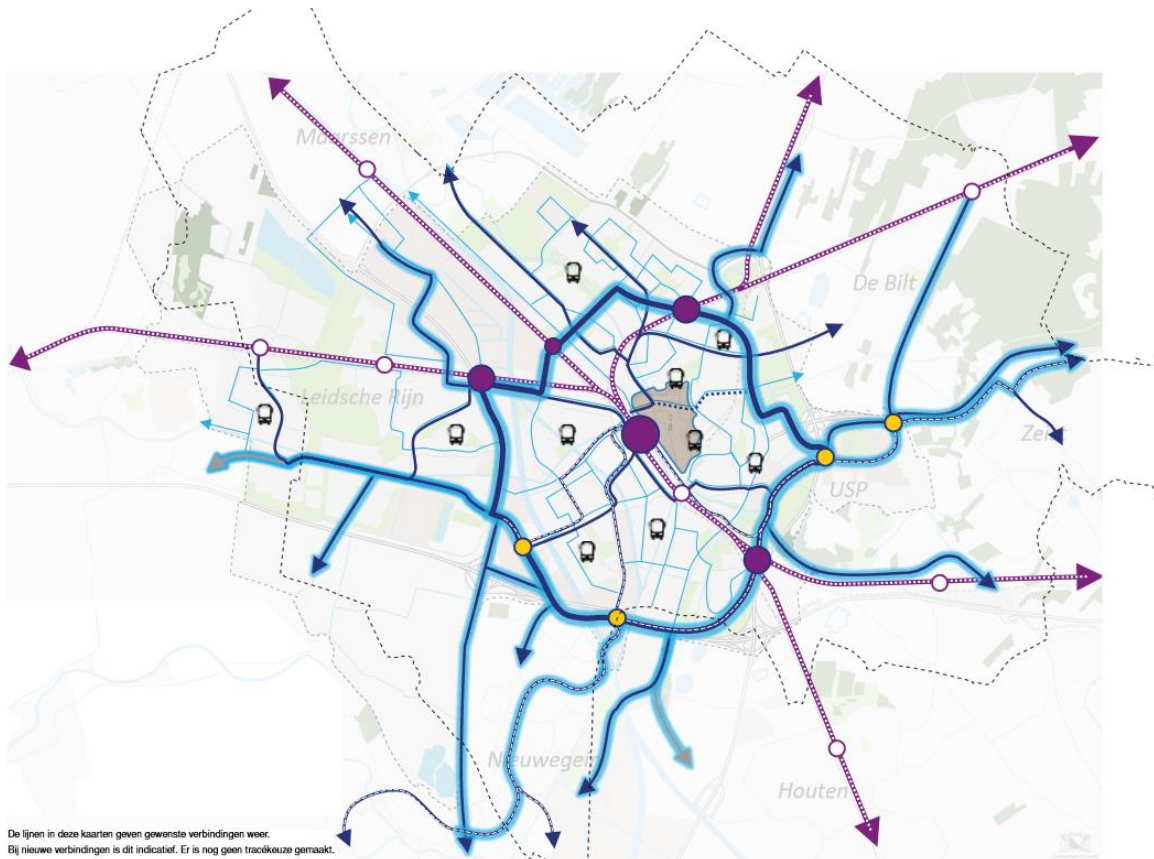 Maarssen
De Bilt
Leidsche Rijn
Zeist
USP
Nieuwegein
Houten
De lijnen in deze kaarten geven gewenste verbindingen weer.
Bij nieuwe verbindingen is dit indicatief. Er is nog geen tracékeuze gemaakt.